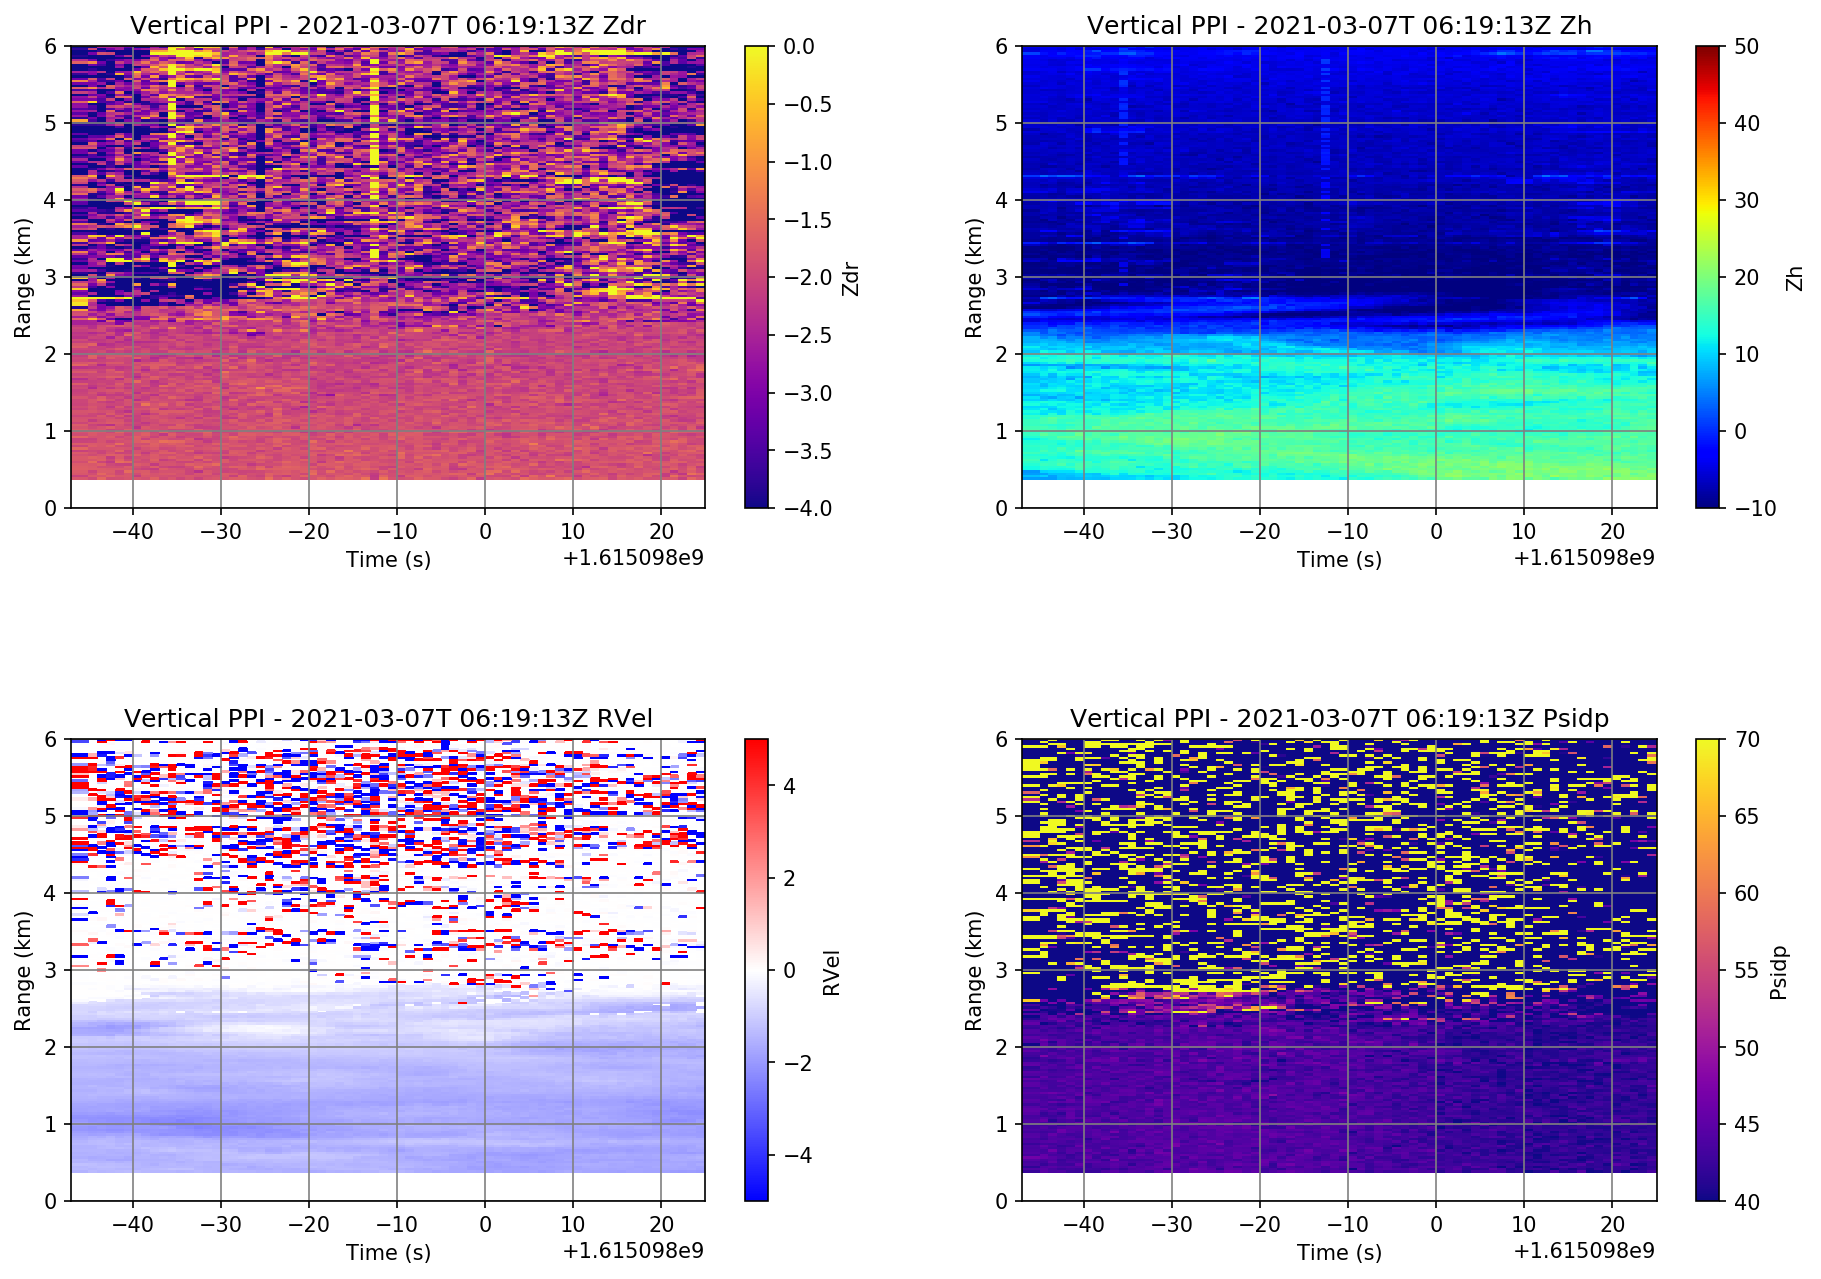 Vertical PPI - 2021-03-07T 06:19:13Z Zdr
6
5
4
3
2
1
0
Range (km)
−40 −30 −20 −10 0 10 20
Time (s)
+1.615098e9
0.0
−0.5
−1.0
−1.5
−2.0
−2.5
−3.0
−3.5
−4.0
Zdr
Vertical PPI - 2021-03-07T 06:19:13Z Zh
6
5
4
3
2
1
0
Range (km)
−40 −30 −20 −10 0 10 20
Time (s)
+1.615098e9
50
40
30
20
10
0
−10
Zh
Vertical PPI - 2021-03-07T 06:19:13Z RVel
6
5
4
3
2
1
0
Range (km)
−40 −30 −20 −10 0 10 20
Time (s)
+1.615098e9
4
2
0
−2
−4
RVel
Vertical PPI - 2021-03-07T 06:19:13Z Psidp
6
5
4
3
2
1
0
Range (km)
−40 −30 −20 −10 0 10 20
Time (s)
+1.615098e9
70
65
60
55
50
45
40
Psidp